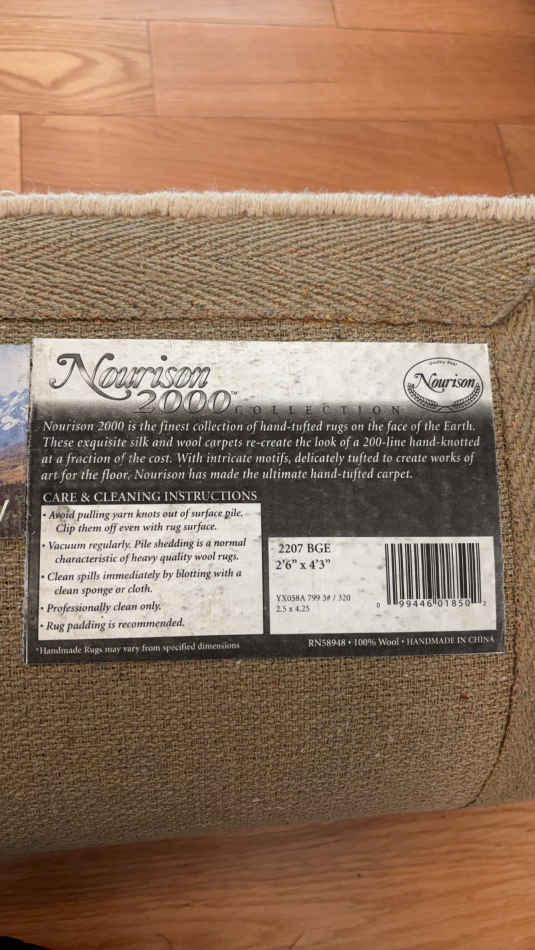 Nourison
2000™
COLLECTION
Nourison
Nourison 2000 is the finest collection of hand-tufted rugs on the face of the Earth.
These exquisite silk and wool carpets re-create the look of a 200-line hand-knotted
at a fraction of the cost. With intricate motifs, delicately tufted to create works of
art for the floor, Nourison has made the ultimate hand-tufted carpet.
CARE & CLEANING INSTRUCTIONS
• Avoid pulling yarn knots out of surface pile.
Clip them off even with rug surface.
• Vacuum regularly. Pile shedding is a normal
characteristic of heavy quality wool rugs.
• Clean spills immediately by blotting with a
clean sponge or cloth.
• Professionally clean only.
• Rug padding is recommended.
*Handmade Rugs may vary from specified dimensions
2207 BGE
2'6" x 4'3"
YX058A 799 3# / 320
2.5 x 4.25
0 99446 01850 2
RN58948 • 100% Wool • HANDMADE IN CHINA